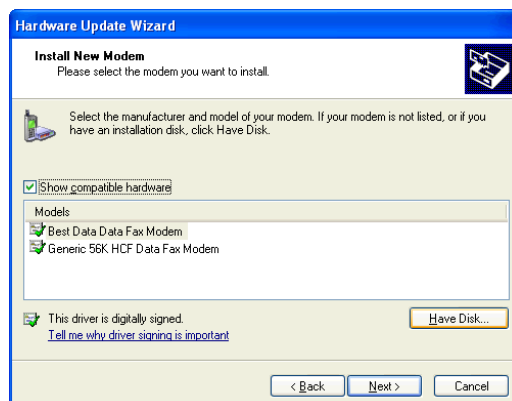 Hardware Update Wizard
Install New Modem
Please select the modem you want to install.
Select the manufacturer and model of your modem. If your modem is not listed, or if you
have an installation disk, click Have Disk.
Show compatible hardware
Models
Best Data Data Fax Modem
Generic 56K HCF Data Fax Modem
This driver is digitally signed.
Tell me why driver signing is important
Have Disk...
< Back
Next >
Cancel